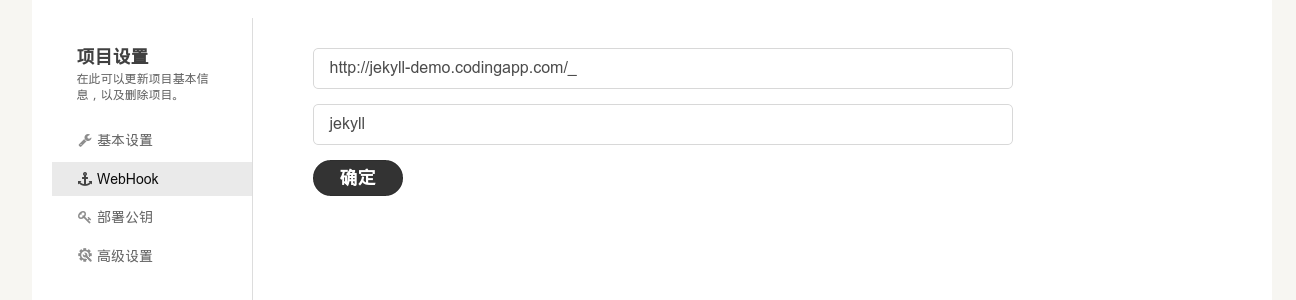 项目设置
在此可以更新项目基本信
息，以及删除项目。
基本设置
WebHook
部署公钥
高级设置
http://jekyll-demo.codingapp.com/_
jekyll
确定